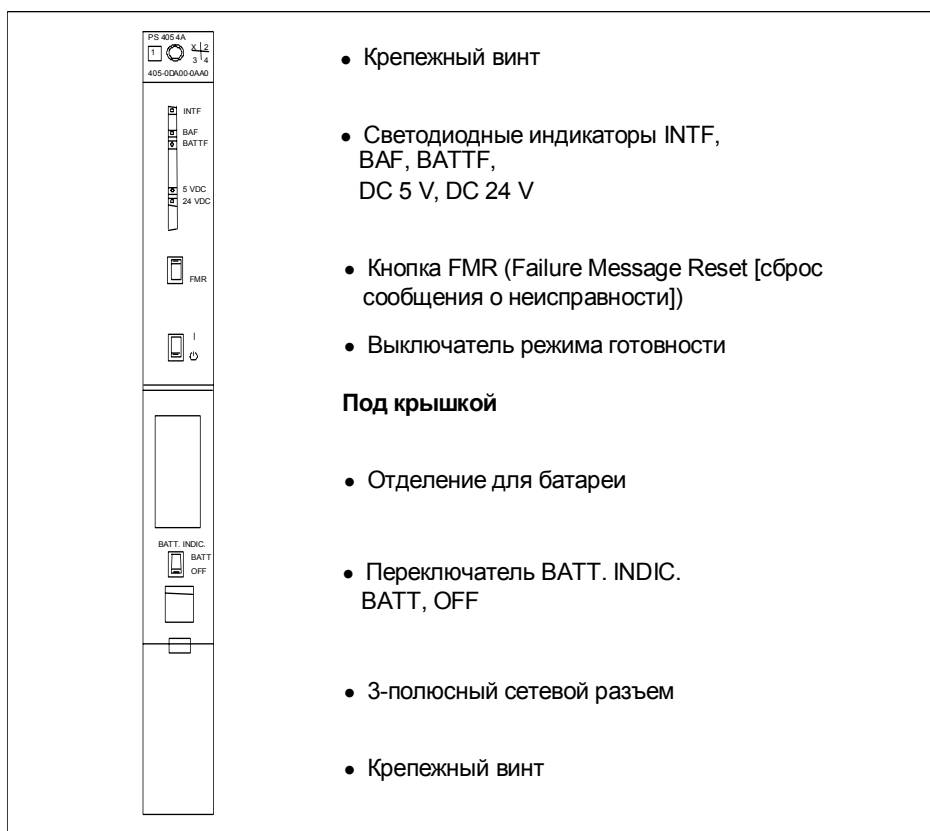 PS 405 4A
1
X 2
3 4
405-0DA00-0AA0
INTF
BAF
BATTF
5 VDC
24 VDC
FMR
I
BATT. INDIC.
BATT
OFF
● Крепежный винт
● Светодиодные индикаторы INTF,
BAF, BATTF,
DC 5 V, DC 24 V
● Кнопка FMR (Failure Message Reset [сброс
сообщения о неисправности])
● Выключатель режима готовности
Под крышкой
● Отделение для батареи
● Переключатель BATT. INDIC.
BATT, OFF
● 3-полюсный сетевой разъем
● Крепежный винт